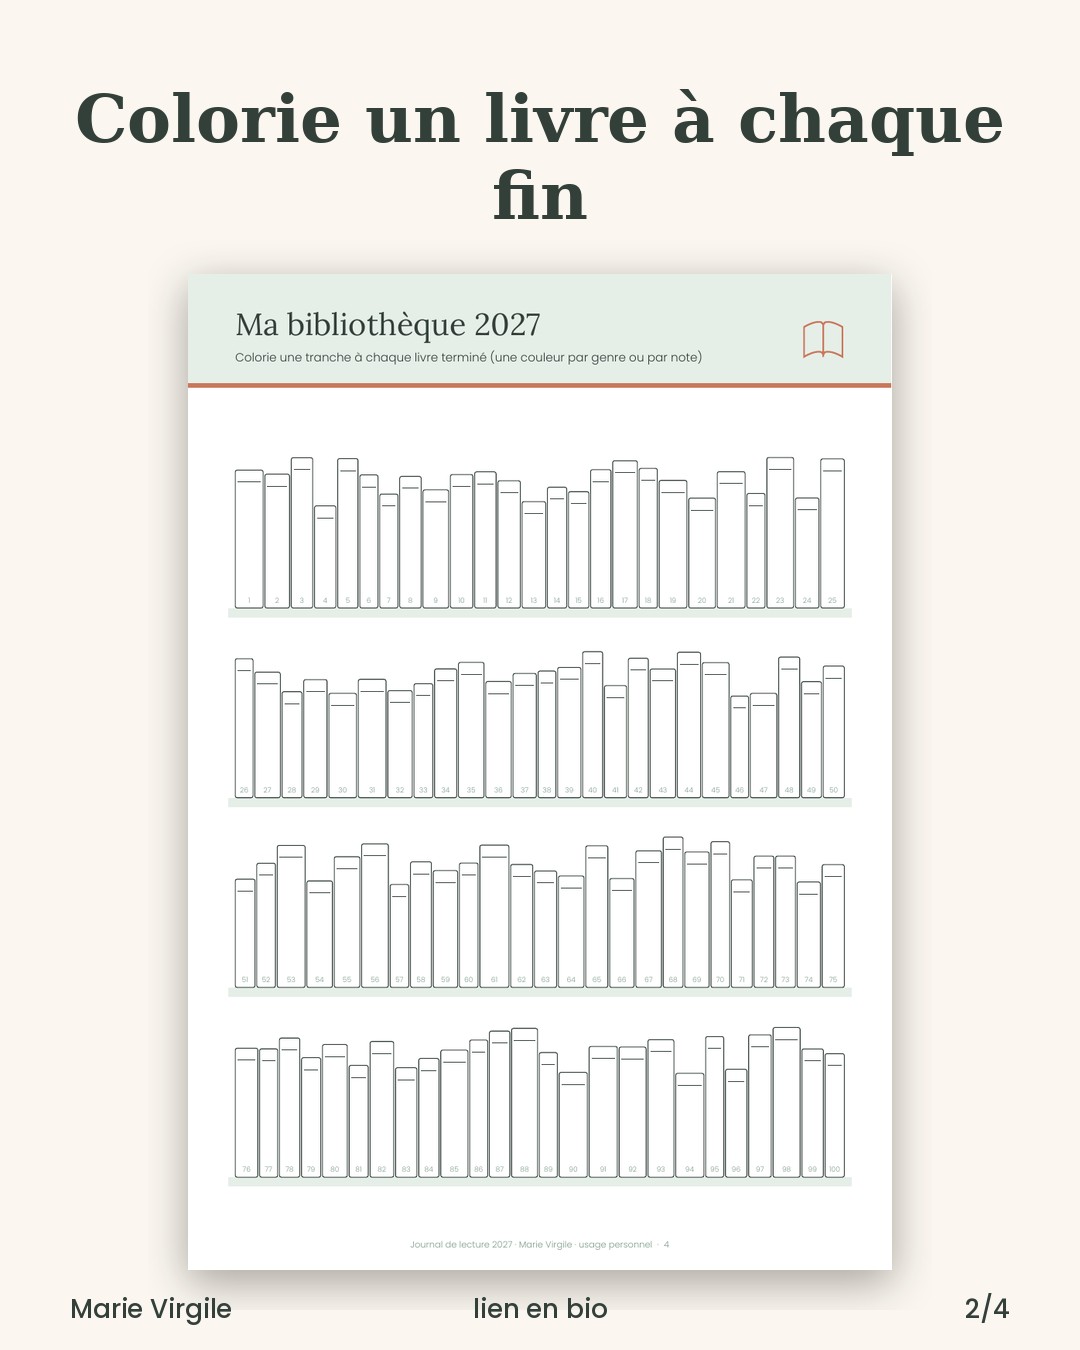 Colorie un livre à chaque
fin
Ma bibliothèque 2027
Colorie une tranche à chaque livre terminé (une couleur par genre ou par note)
1 2 3 4 5 6 7 8 9 10 11 12 13 14 15 16 17 18 19 20 21 22 23 24 25
26 27 28 29 30 31 32 33 34 35 36 37 38 39 40 41 42 43 44 45 46 47 48 49 50
51 52 53 54 55 56 57 58 59 60 61 62 63 64 65 66 67 68 69 70 71 72 73 74 75
76 77 78 79 80 81 82 83 84 85 86 87 88 89 90 91 92 93 94 95 96 97 98 99 100
Journal de lecture 2027 · Marie Virgile · usage personnel · 4
Marie Virgile lien en bio 2/4